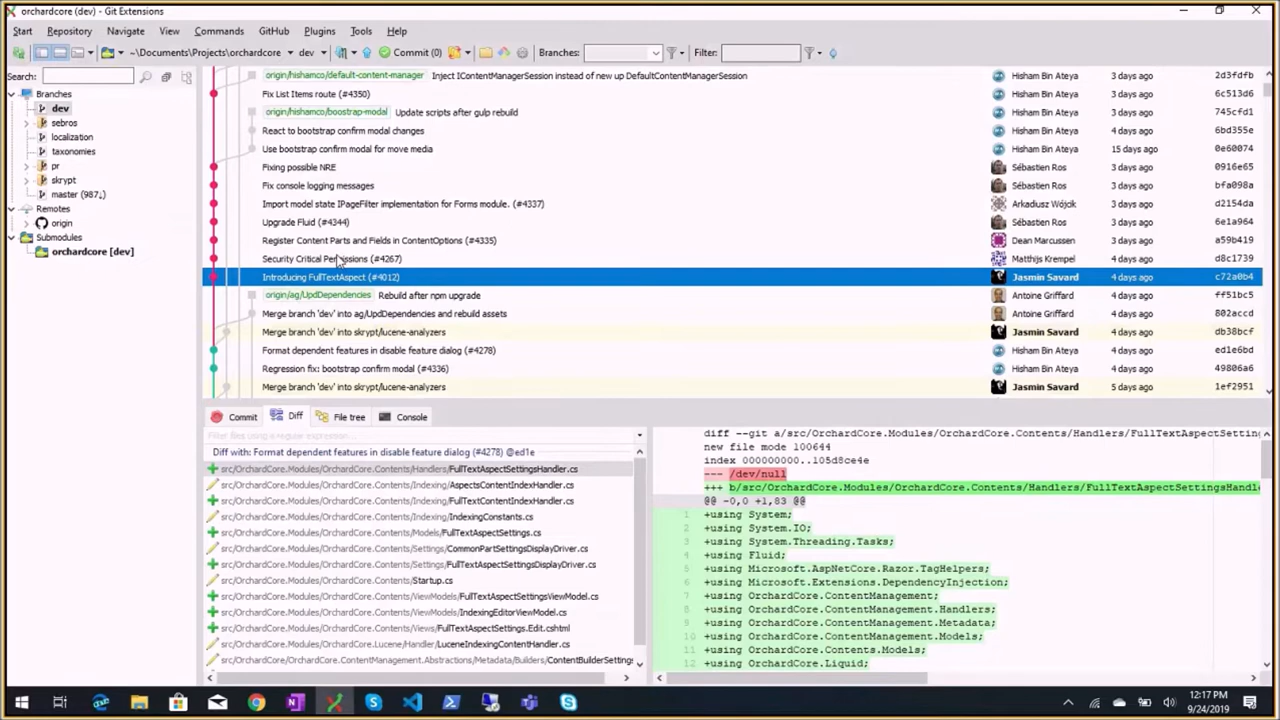 orchardcore (dev) - Git Extensions
Start Repository Navigate View Commands GitHub Plugins Tools Help
~\Documents\Projects\orchardcore dev Commit (0) Branches: Filter:
Search:
Branches
dev
sebros
localization
taxonomies
pr
skrypt
master (987↓)
Remotes
origin
Submodules
orchardcore [dev]
origin/hishamco/default-content-manager Inject IContentManagerSession instead of new up DefaultContentManagerSession Hisham Bin Ateya 3 days ago 2d3fdfb
Fix List Items route (#4350) Hisham Bin Ateya 3 days ago 6c513d6
origin/hishamco/boostrap-modal Update scripts after gulp rebuild Hisham Bin Ateya 3 days ago 745cfd1
React to bootstrap confirm modal changes Hisham Bin Ateya 4 days ago 6bd355e
Use bootstrap confirm modal for move media Hisham Bin Ateya 15 days ago 0e60074
Fixing possible NRE Sébastien Ros 3 days ago 0916e65
Fix console logging messages Sébastien Ros 3 days ago bfa098a
Import model state IPageFilter implementation for Forms module. (#4337) Arkadiusz Wójcik 3 days ago d2154da
Upgrade Fluid (#4344) Sébastien Ros 3 days ago 6e1a964
Register Content Parts and Fields in ContentOptions (#4335) Dean Marcussen 3 days ago a59b419
Security Critical Permissions (#4267) Matthijs Krempel 4 days ago d8c1739
Introducing FullTextAspect (#4012) Jasmin Savard 4 days ago c72a0b4
origin/ag/UpdDependencies Rebuild after npm upgrade Antoine Griffard 4 days ago ff51bc5
Merge branch 'dev' into ag/UpdDependencies and rebuild assets Antoine Griffard 4 days ago 802accd
Merge branch 'dev' into skrypt/lucene-analyzers Jasmin Savard 4 days ago db38bcf
Format dependent features in disable feature dialog (#4278) Hisham Bin Ateya 4 days ago ed1e6bd
Regression fix: bootstrap confirm modal (#4336) Hisham Bin Ateya 4 days ago 49806a6
Merge branch 'dev' into skrypt/lucene-analyzers Jasmin Savard 5 days ago 1ef2951
Commit Diff File tree Console
Filter files using a regular expression...
Diff with: Format dependent features in disable feature dialog (#4278) @ed1e
src/OrchardCore.Modules/OrchardCore.Contents/Handlers/FullTextAspectSettingsHandler.cs
src/OrchardCore.Modules/OrchardCore.Contents/Indexing/AspectsContentIndexHandler.cs
src/OrchardCore.Modules/OrchardCore.Contents/Indexing/FullTextContentIndexHandler.cs
src/OrchardCore.Modules/OrchardCore.Contents/Indexing/IndexingConstants.cs
src/OrchardCore.Modules/OrchardCore.Contents/Models/FullTextAspectSettings.cs
src/OrchardCore.Modules/OrchardCore.Contents/Settings/CommonPartSettingsDisplayDriver.cs
src/OrchardCore.Modules/OrchardCore.Contents/Settings/FullTextAspectSettingsDisplayDriver.cs
src/OrchardCore.Modules/OrchardCore.Contents/Startup.cs
src/OrchardCore.Modules/OrchardCore.Contents/ViewModels/FullTextAspectSettingsViewModel.cs
src/OrchardCore.Modules/OrchardCore.Contents/ViewModels/IndexingEditorViewModel.cs
src/OrchardCore.Modules/OrchardCore.Contents/Views/FullTextAspectSettings.Edit.cshtml
src/OrchardCore.Modules/OrchardCore.Lucene/Handler/LuceneIndexingContentHandler.cs
src/OrchardCore/OrchardCore.ContentManagement.Abstractions/Metadata/Builders/ContentBuilderSettings
diff --git a/src/OrchardCore.Modules/OrchardCore.Contents/Handlers/FullTextAspectSettin
new file mode 100644
index 000000000..105d8ce4e
--- /dev/null
+++ b/src/OrchardCore.Modules/OrchardCore.Contents/Handlers/FullTextAspectSettingsHandle
@@ -0,0 +1,83 @@
1 +using System;
2 +using System.IO;
3 +using System.Threading.Tasks;
4 +using Fluid;
5 +using Microsoft.AspNetCore.Razor.TagHelpers;
6 +using Microsoft.Extensions.DependencyInjection;
7 +using OrchardCore.ContentManagement;
8 +using OrchardCore.ContentManagement.Handlers;
9 +using OrchardCore.ContentManagement.Metadata;
10 +using OrchardCore.ContentManagement.Models;
11 +using OrchardCore.Contents.Models;
12 +using OrchardCore.Liquid;
12:17 PM
9/24/2019